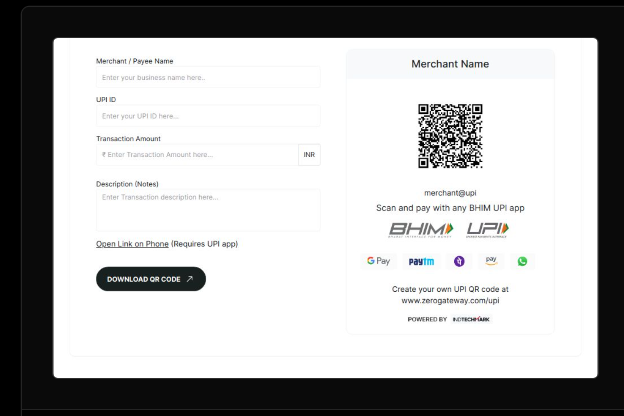 Merchant / Payee Name
Enter your business name here..
UPI ID
Enter your UPI ID here...
Transaction Amount
₹ Enter Transaction Amount here...
INR
Description (Notes)
Enter Transaction description here...
Open Link on Phone (Requires UPI app)
DOWNLOAD QR CODE
Merchant Name
merchant@upi
Scan and pay with any BHIM UPI app
BHIM UPI
G Pay Paytm pay
Create your own UPI QR code at
www.zerogateway.com/upi
POWERED BY